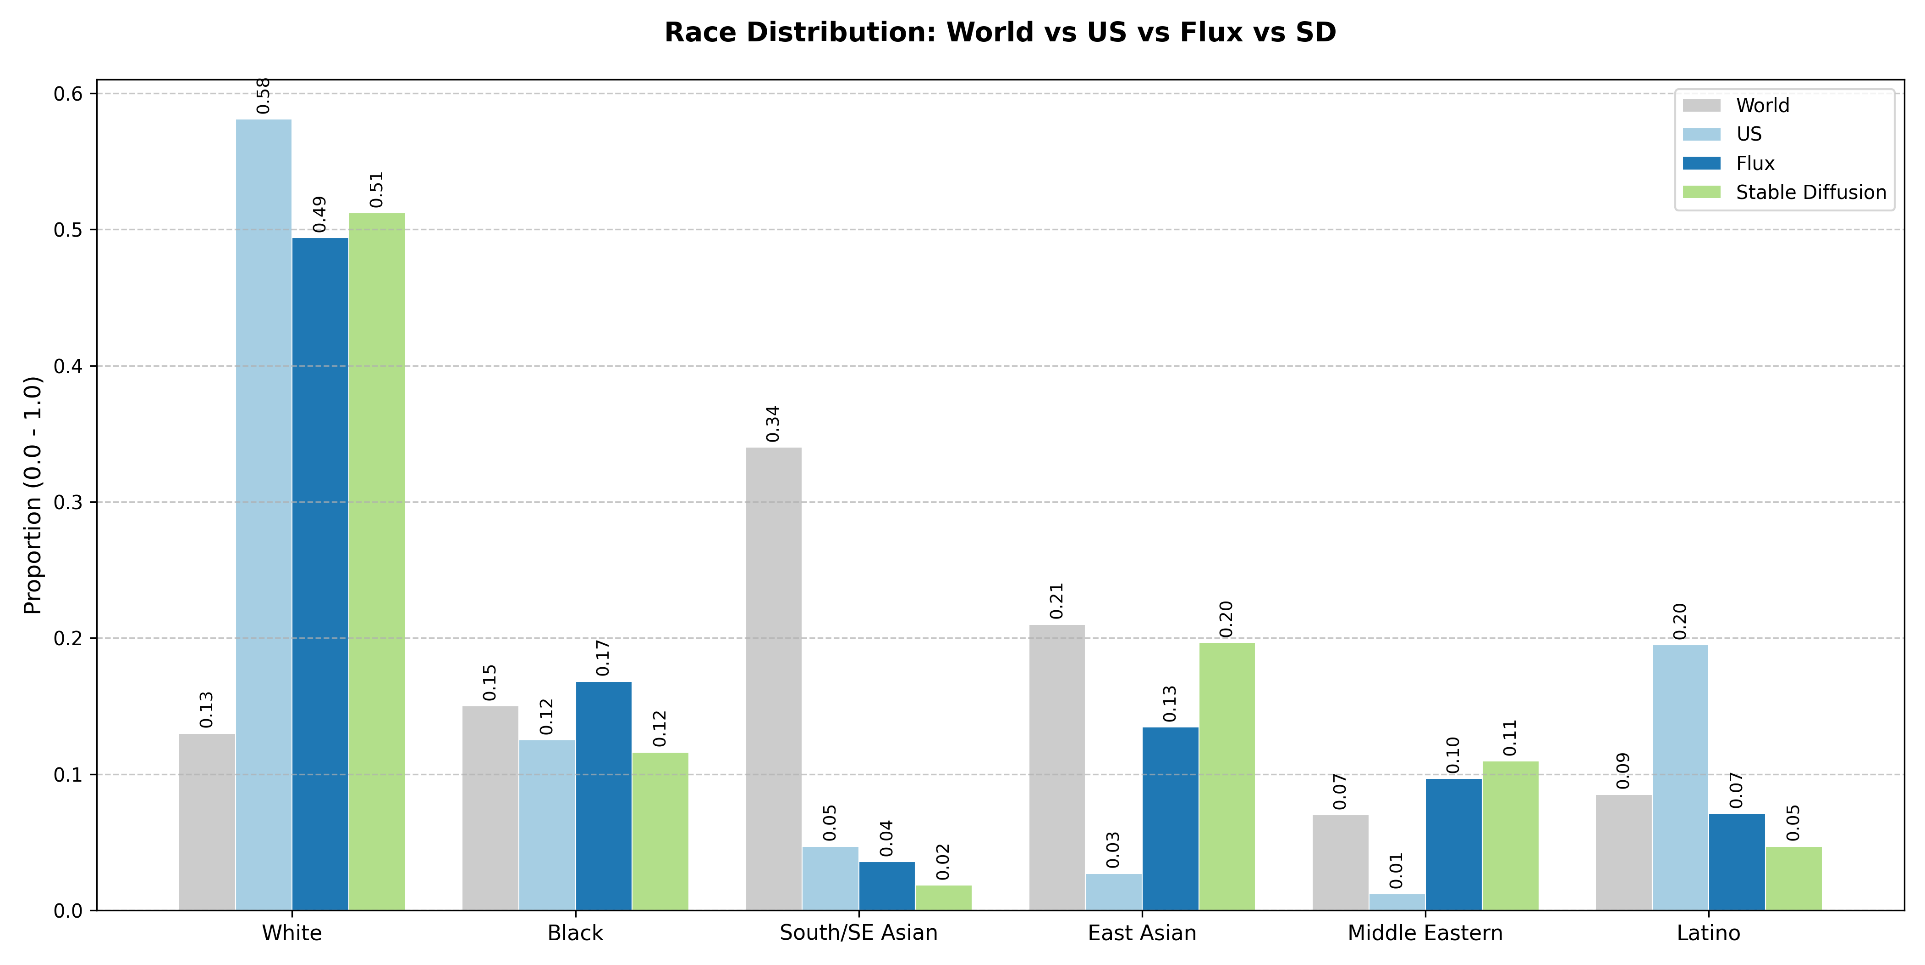 Race Distribution: World vs US vs Flux vs SD
Proportion (0.0 - 1.0)
0.6
0.5
0.4
0.3
0.2
0.1
0.0
World
US
Flux
Stable Diffusion
0.13
0.58
0.49
0.51
0.15
0.12
0.17
0.12
0.34
0.05
0.04
0.02
0.21
0.03
0.13
0.20
0.07
0.01
0.10
0.11
0.09
0.20
0.07
0.05
White
Black
South/SE Asian
East Asian
Middle Eastern
Latino